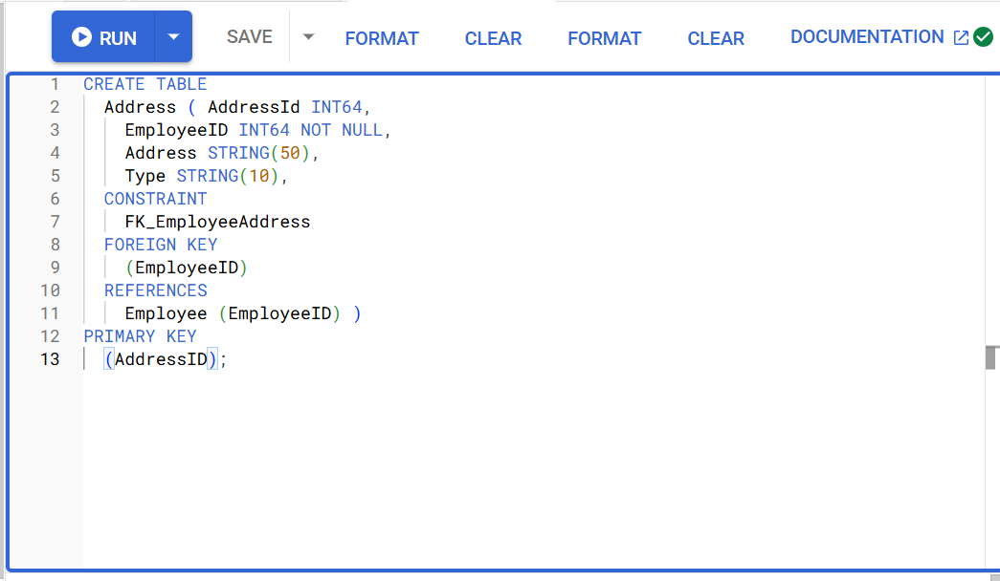 RUN SAVE FORMAT CLEAR FORMAT CLEAR DOCUMENTATION
1 CREATE TABLE
2 Address ( AddressId INT64,
3 EmployeeID INT64 NOT NULL,
4 Address STRING(50),
5 Type STRING(10),
6 CONSTRAINT
7 FK_EmployeeAddress
8 FOREIGN KEY
9 (EmployeeID)
10 REFERENCES
11 Employee (EmployeeID) )
12 PRIMARY KEY
13 (AddressID);